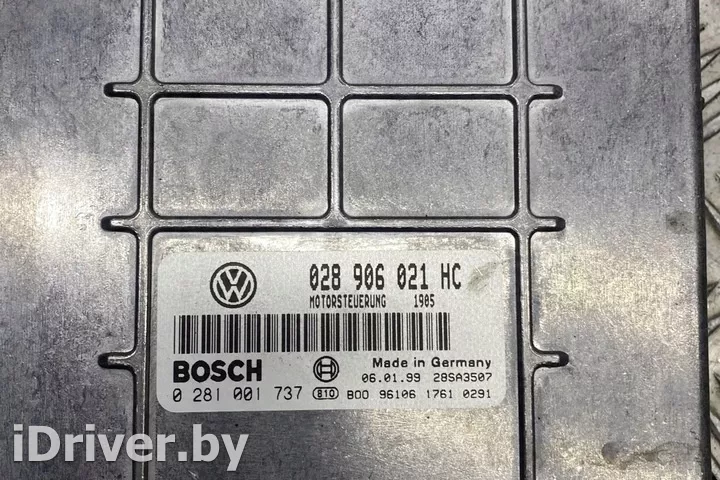 028 906 021 HC
MOTORSTEUERUNG 1905
BOSCH
Made in Germany
06.01.99 28SA3507
0 281 001 737 810 B00 96106 1761 0291
iDriver.by